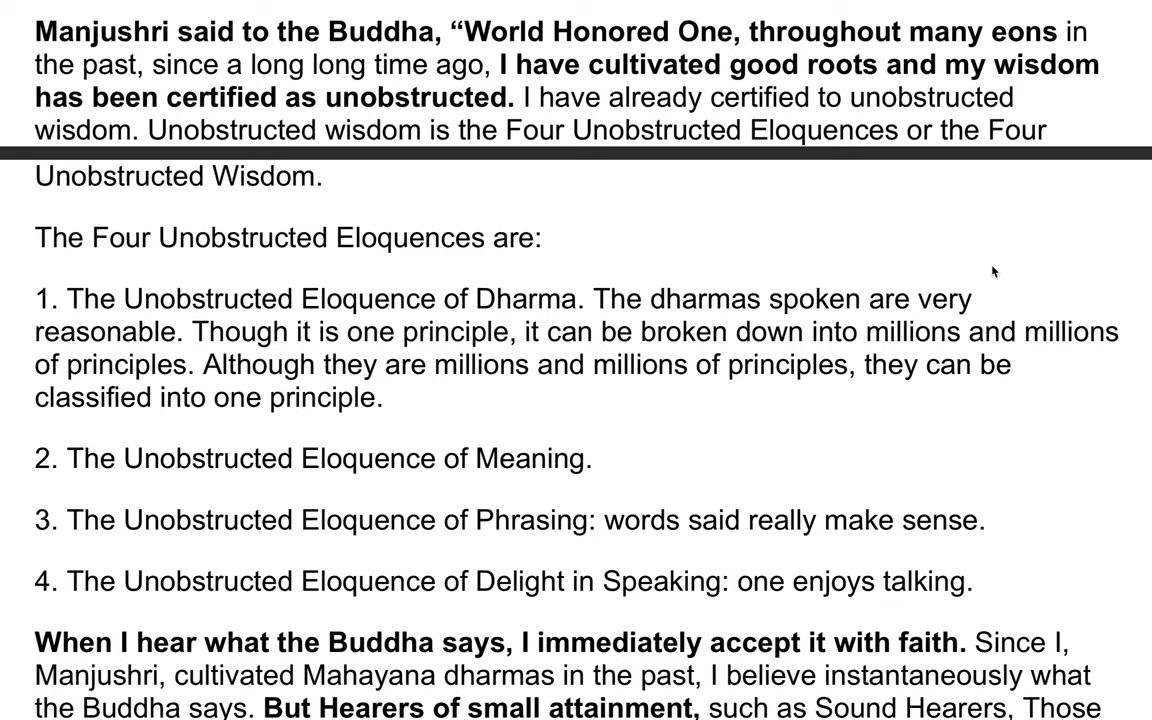 Manjushri said to the Buddha, “World Honored One, throughout many eons in
the past, since a long long time ago, I have cultivated good roots and my wisdom
has been certified as unobstructed. I have already certified to unobstructed
wisdom. Unobstructed wisdom is the Four Unobstructed Eloquences or the Four
Unobstructed Wisdom.
The Four Unobstructed Eloquences are:
1. The Unobstructed Eloquence of Dharma. The dharmas spoken are very
reasonable. Though it is one principle, it can be broken down into millions and millions
of principles. Although they are millions and millions of principles, they can be
classified into one principle.
2. The Unobstructed Eloquence of Meaning.
3. The Unobstructed Eloquence of Phrasing: words said really make sense.
4. The Unobstructed Eloquence of Delight in Speaking: one enjoys talking.
When I hear what the Buddha says, I immediately accept it with faith. Since I,
Manjushri, cultivated Mahayana dharmas in the past, I believe instantaneously what
the Buddha says. But Hearers of small attainment, such as Sound Hearers, Those